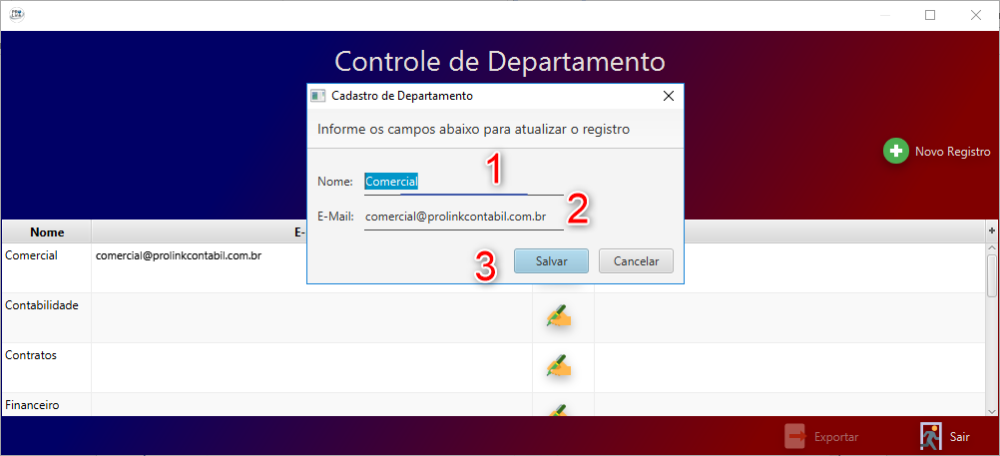 Controle de Departamento
Cadastro de Departamento
Informe os campos abaixo para atualizar o registro
Novo Registro
1
Nome: Comercial
E-Mail: comercial@prolinkcontabil.com.br 2
3 Salvar Cancelar
Nome E- +
Comercial comercial@prolinkcontabil.com.br
Contabilidade
Contratos
Financeiro
Exportar Sair